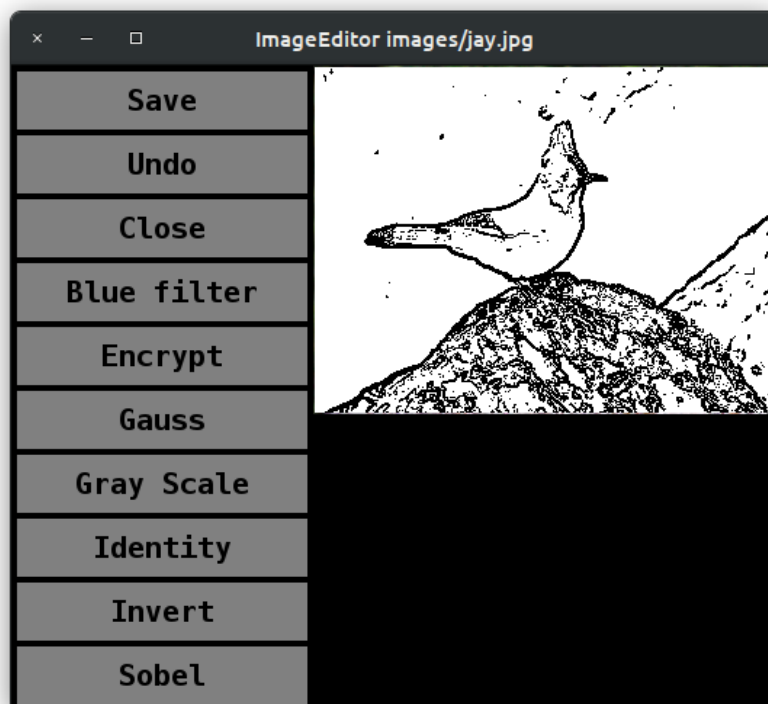 ImageEditor images/jay.jpg
Save
Undo
Close
Blue filter
Encrypt
Gauss
Gray Scale
Identity
Invert
Sobel